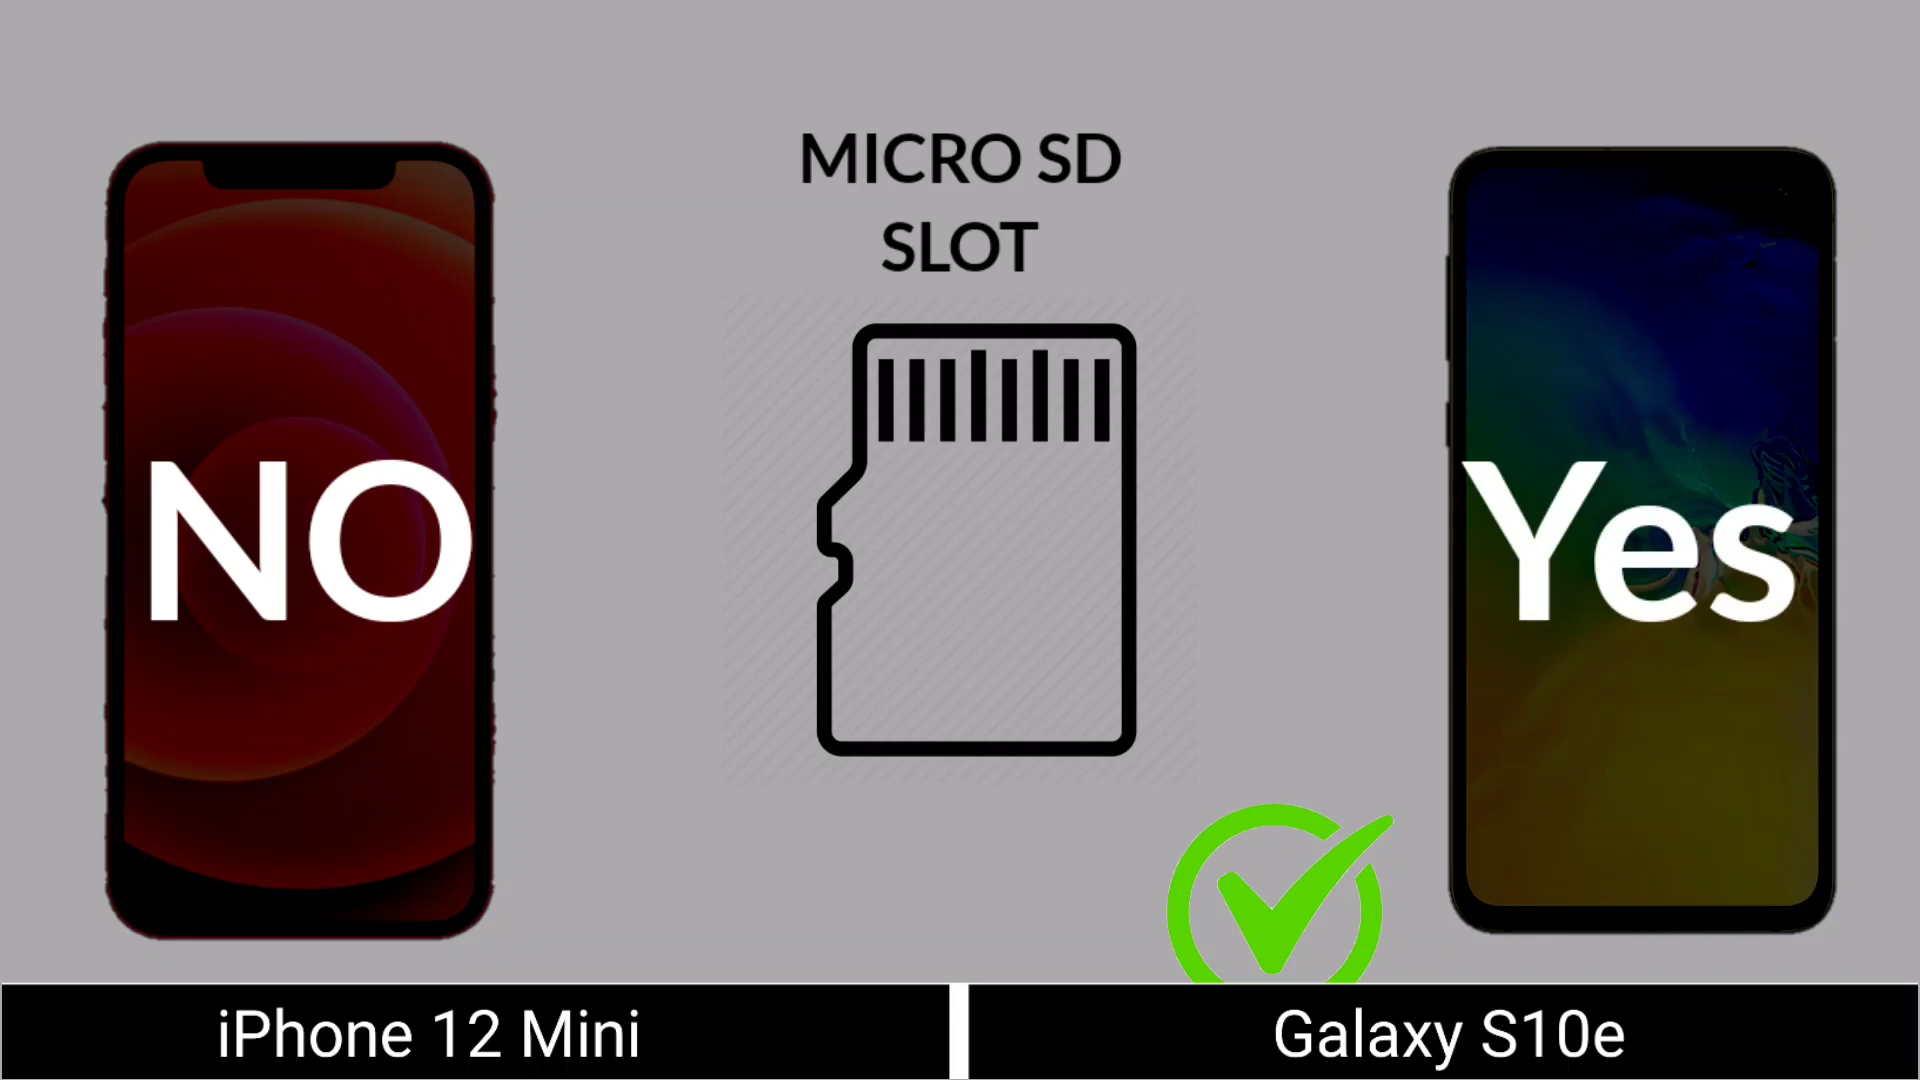 MICRO SD
SLOT
NO
Yes
iPhone 12 Mini
Galaxy S10e